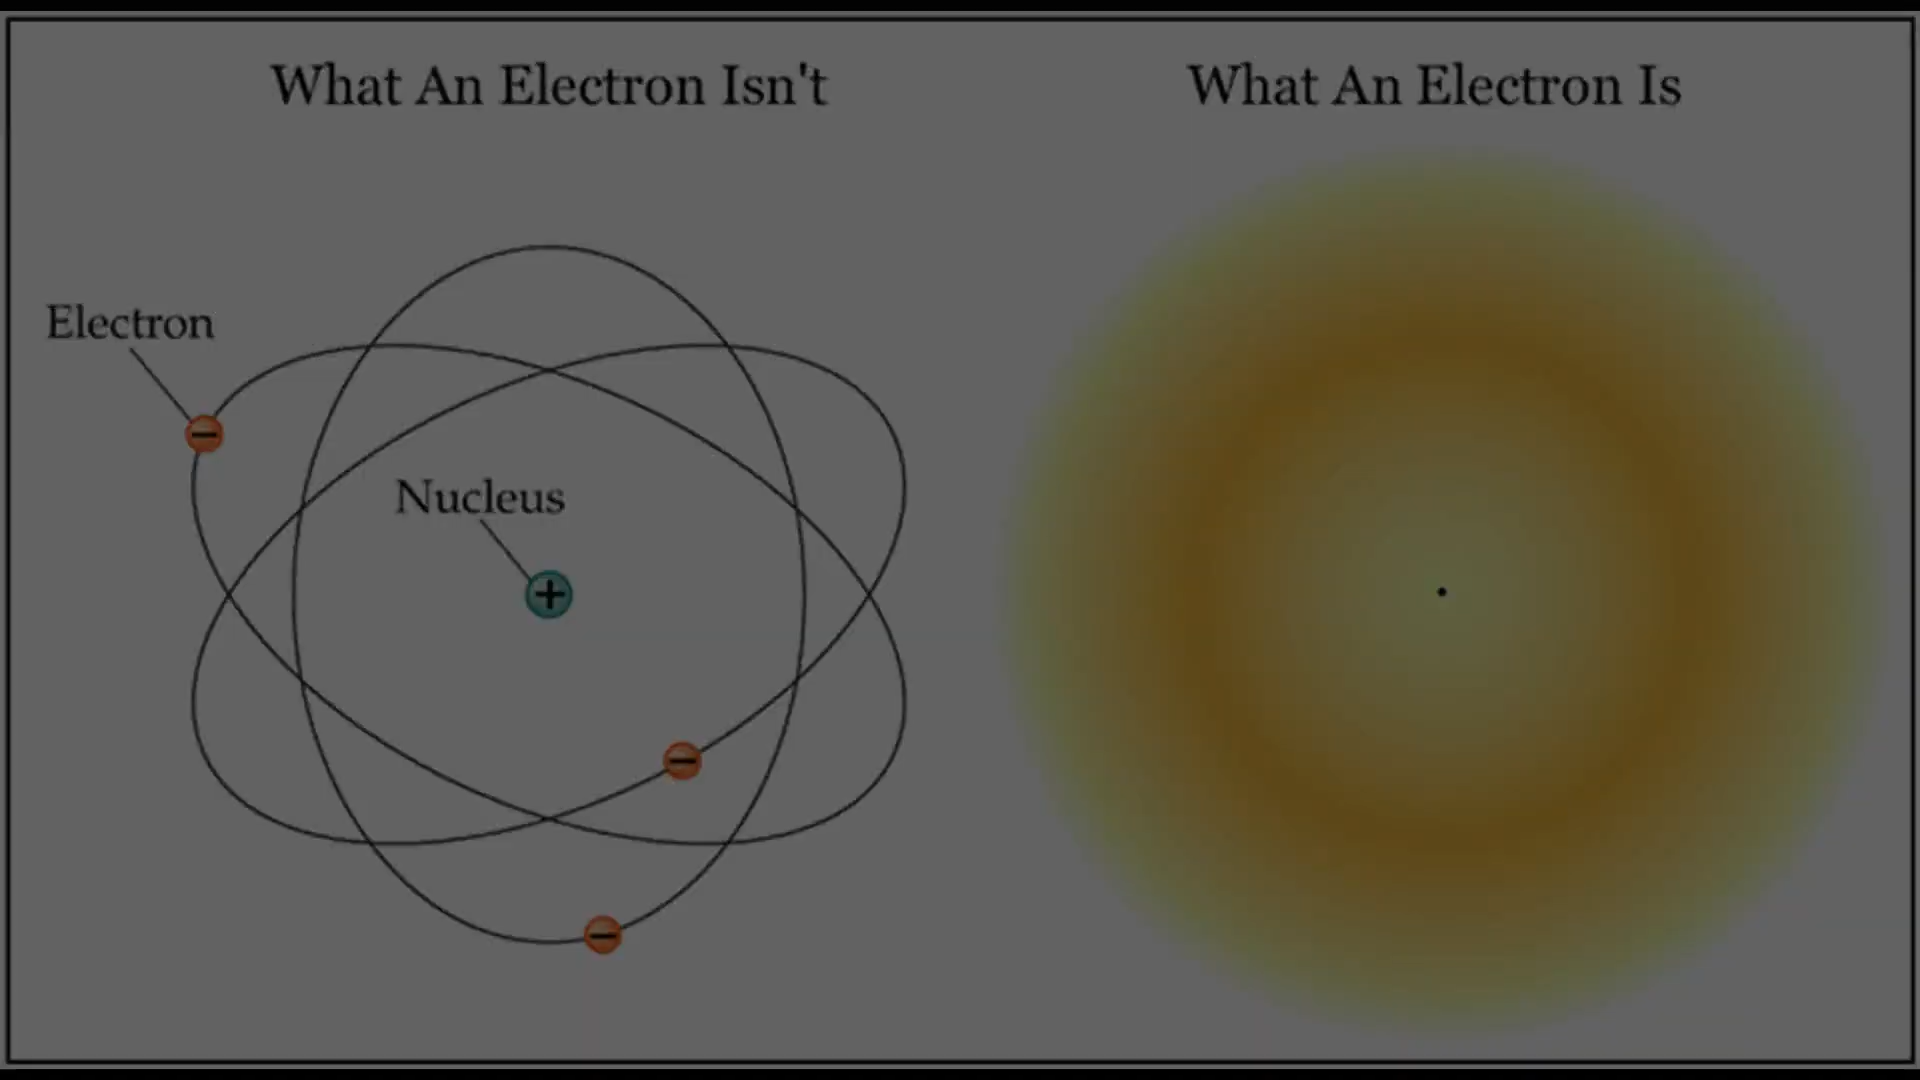 What An Electron Isn't
What An Electron Is
Electron
Nucleus